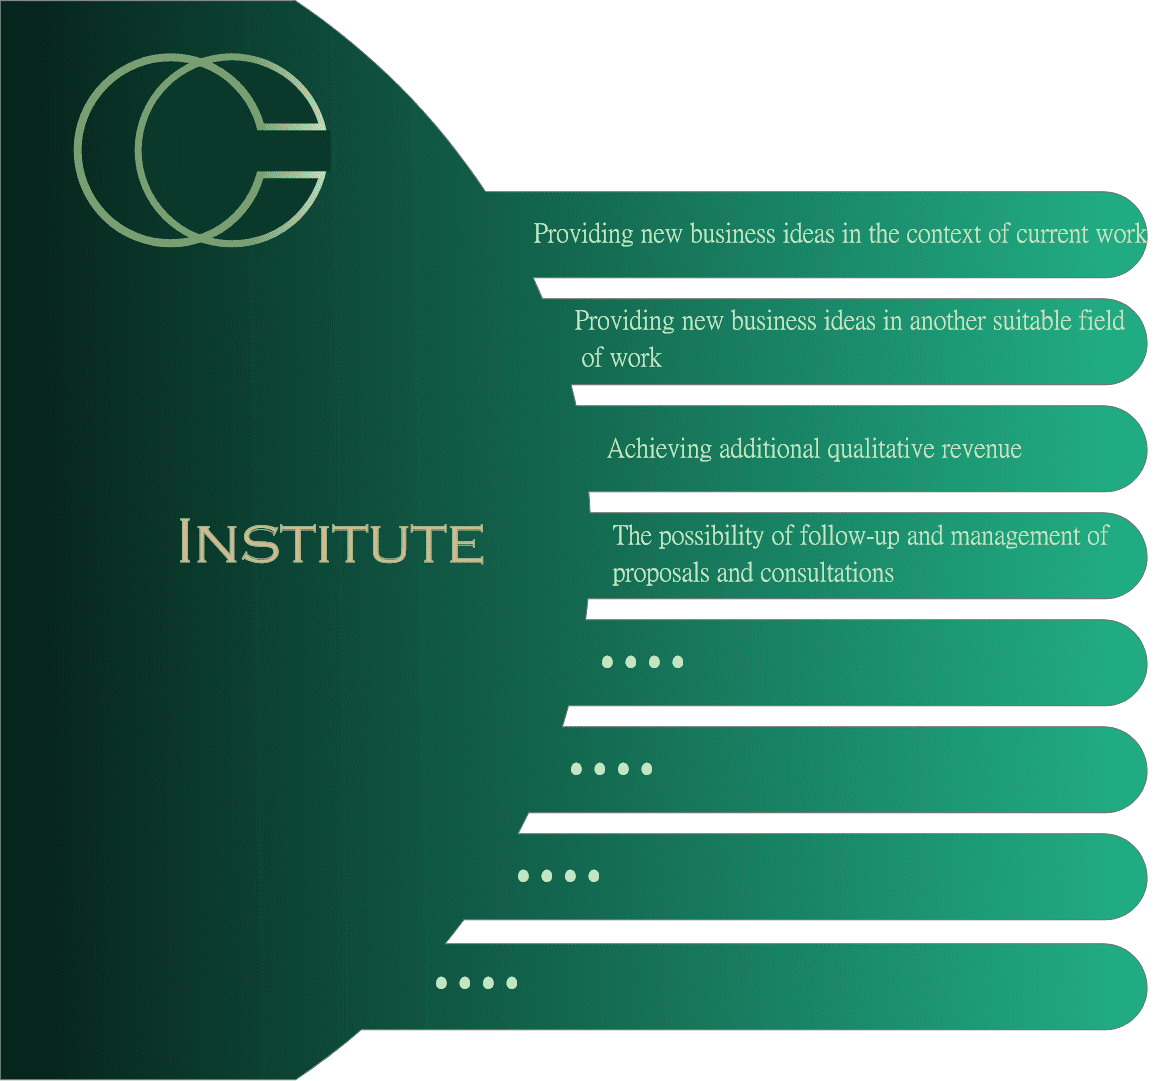 Providing new business ideas in the context of current work
Providing new business ideas in another suitable field
of work
Achieving additional qualitative revenue
INSTITUTE
The possibility of follow-up and management of
proposals and consultations
....
....
....
....